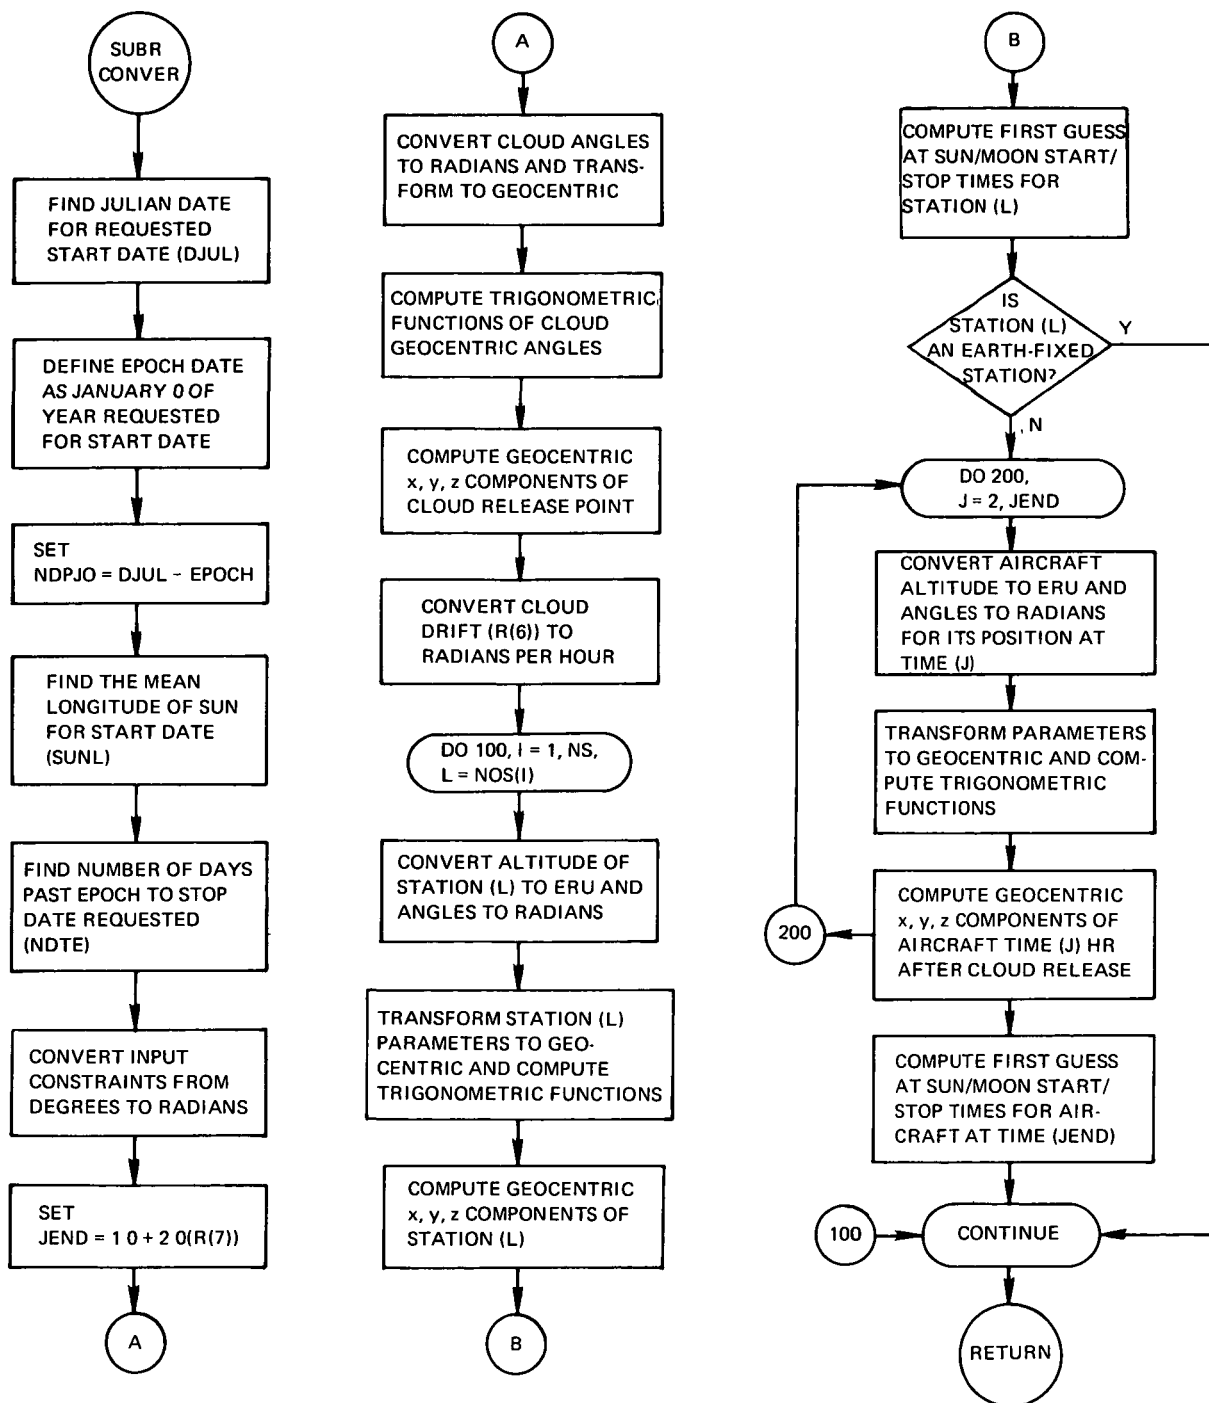 SUBR
CONVER
FIND JULIAN DATE
FOR REQUESTED
START DATE (DJUL)
DEFINE EPOCH DATE
AS JANUARY 0 OF
YEAR REQUESTED
FOR START DATE
SET
NDPJO = DJUL - EPOCH
FIND THE MEAN
LONGITUDE OF SUN
FOR START DATE
(SUNL)
FIND NUMBER OF DAYS
PAST EPOCH TO STOP
DATE REQUESTED
(NDTE)
CONVERT INPUT
CONSTRAINTS FROM
DEGREES TO RADIANS
SET
JEND = 1 0 + 2 0(R(7))
A
A
CONVERT CLOUD ANGLES
TO RADIANS AND TRANS-
FORM TO GEOCENTRIC
COMPUTE TRIGONOMETRIC
FUNCTIONS OF CLOUD
GEOCENTRIC ANGLES
COMPUTE GEOCENTRIC
x, y, z COMPONENTS OF
CLOUD RELEASE POINT
CONVERT CLOUD
DRIFT (R(6)) TO
RADIANS PER HOUR
DO 100, I = 1, NS,
L = NOS(I)
CONVERT ALTITUDE OF
STATION (L) TO ERU AND
ANGLES TO RADIANS
TRANSFORM STATION (L)
PARAMETERS TO GEO-
CENTRIC AND COMPUTE
TRIGONOMETRIC FUNCTIONS
COMPUTE GEOCENTRIC
x, y, z COMPONENTS OF
STATION (L)
B
B
COMPUTE FIRST GUESS
AT SUN/MOON START/
STOP TIMES FOR
STATION (L)
IS
STATION (L)
AN EARTH-FIXED
STATION?
Y
, N
DO 200,
J = 2, JEND
CONVERT AIRCRAFT
ALTITUDE TO ERU AND
ANGLES TO RADIANS
FOR ITS POSITION AT
TIME (J)
TRANSFORM PARAMETERS
TO GEOCENTRIC AND COM-
PUTE TRIGONOMETRIC
FUNCTIONS
COMPUTE GEOCENTRIC
x, y, z COMPONENTS OF
AIRCRAFT TIME (J) HR
AFTER CLOUD RELEASE
200
COMPUTE FIRST GUESS
AT SUN/MOON START/
STOP TIMES FOR AIR-
CRAFT AT TIME (JEND)
100
CONTINUE
RETURN